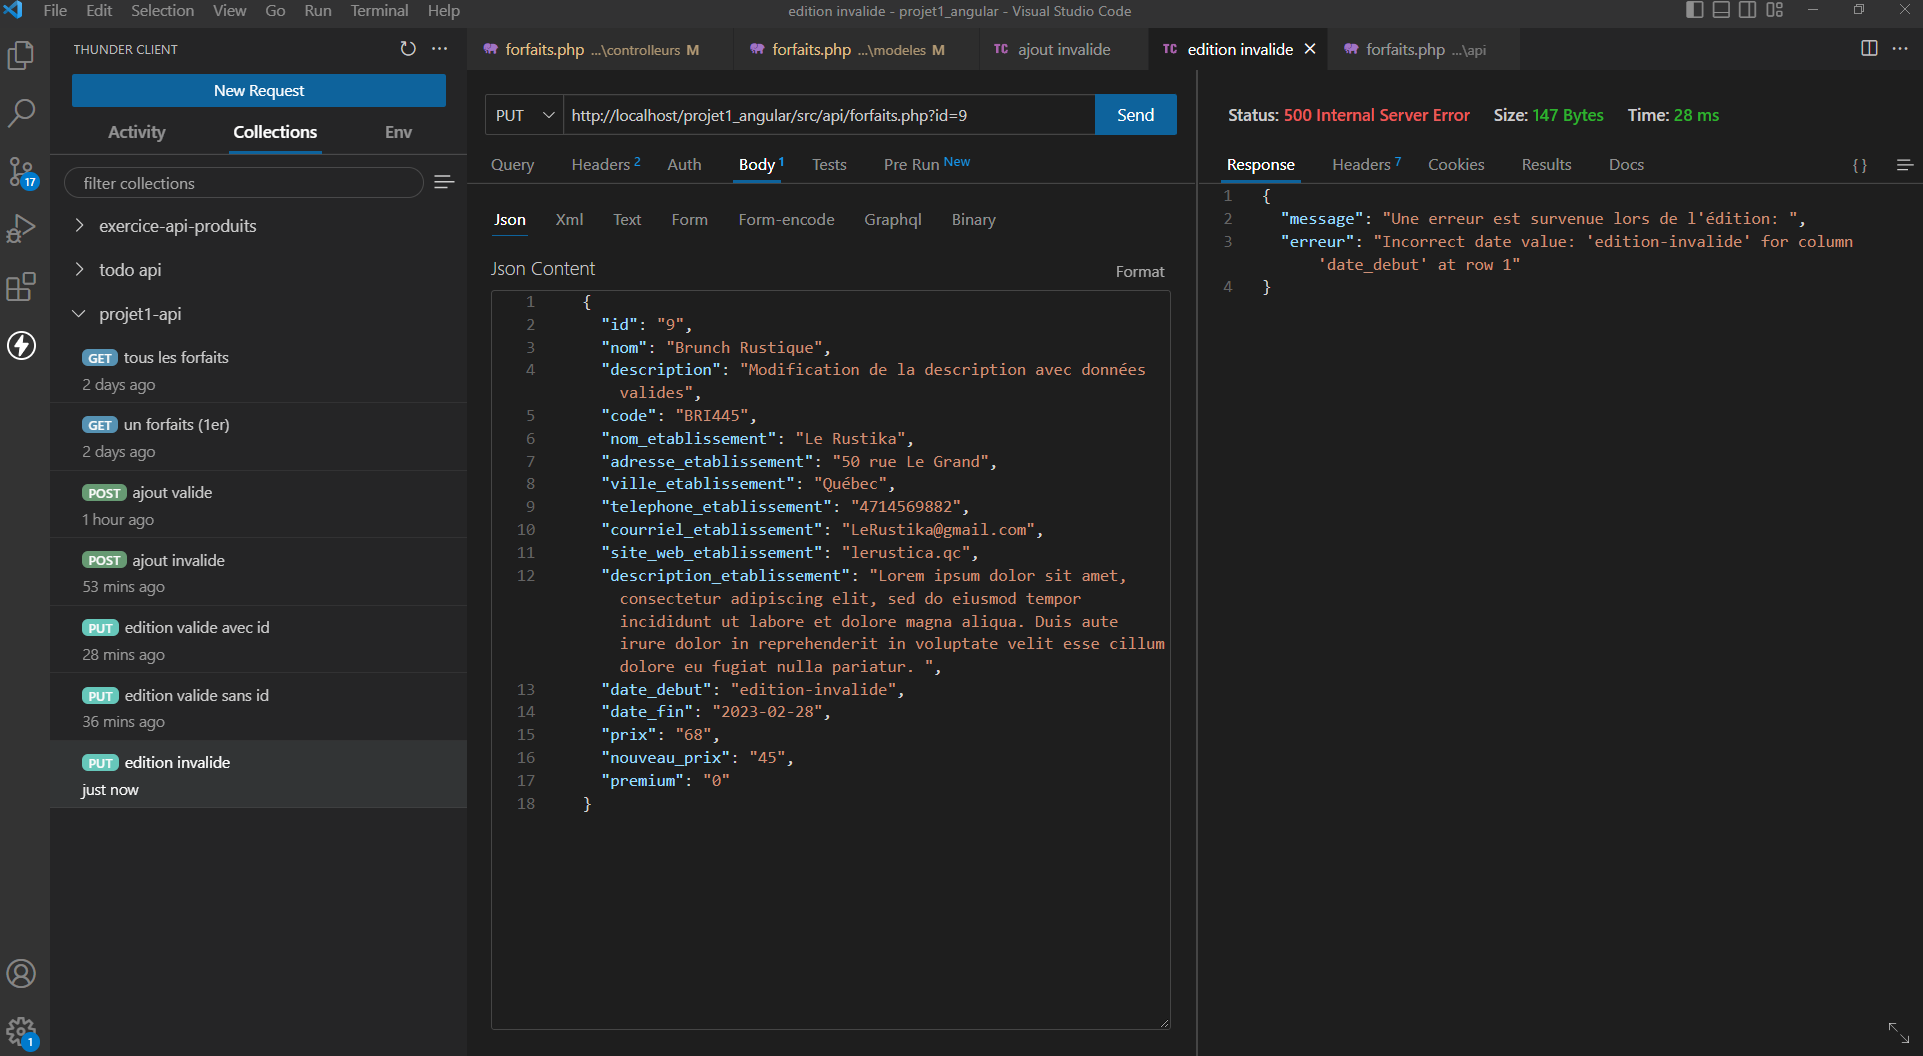 File Edit Selection View Go Run Terminal Help
edition invalide - projet1_angular - Visual Studio Code
THUNDER CLIENT
New Request
Activity Collections Env
filter collections
exercice-api-produits
todo api
projet1-api
GET tous les forfaits
2 days ago
GET un forfaits (1er)
2 days ago
POST ajout valide
1 hour ago
POST ajout invalide
53 mins ago
PUT edition valide avec id
28 mins ago
PUT edition valide sans id
36 mins ago
PUT edition invalide
just now
17
1
forfaits.php ...\controlleurs M
forfaits.php ...\modeles M
TC ajout invalide
TC edition invalide
forfaits.php ...\api
PUT http://localhost/projet1_angular/src/api/forfaits.php?id=9 Send
Query Headers 2 Auth Body 1 Tests Pre Run New
Json Xml Text Form Form-encode Graphql Binary
Json Content
Format
1 {
2 "id": "9",
3 "nom": "Brunch Rustique",
4 "description": "Modification de la description avec données
valides",
5 "code": "BRI445",
6 "nom_etablissement": "Le Rustika",
7 "adresse_etablissement": "50 rue Le Grand",
8 "ville_etablissement": "Québec",
9 "telephone_etablissement": "4714569882",
10 "courriel_etablissement": "LeRustika@gmail.com",
11 "site_web_etablissement": "lerustica.qc",
12 "description_etablissement": "Lorem ipsum dolor sit amet,
consectetur adipiscing elit, sed do eiusmod tempor
incididunt ut labore et dolore magna aliqua. Duis aute
irure dolor in reprehenderit in voluptate velit esse cillum
dolore eu fugiat nulla pariatur. ",
13 "date_debut": "edition-invalide",
14 "date_fin": "2023-02-28",
15 "prix": "68",
16 "nouveau_prix": "45",
17 "premium": "0"
18 }
Status: 500 Internal Server Error Size: 147 Bytes Time: 28 ms
Response Headers 7 Cookies Results Docs { }
1 {
2 "message": "Une erreur est survenue lors de l'édition: ",
3 "erreur": "Incorrect date value: 'edition-invalide' for column
'date_debut' at row 1"
4 }